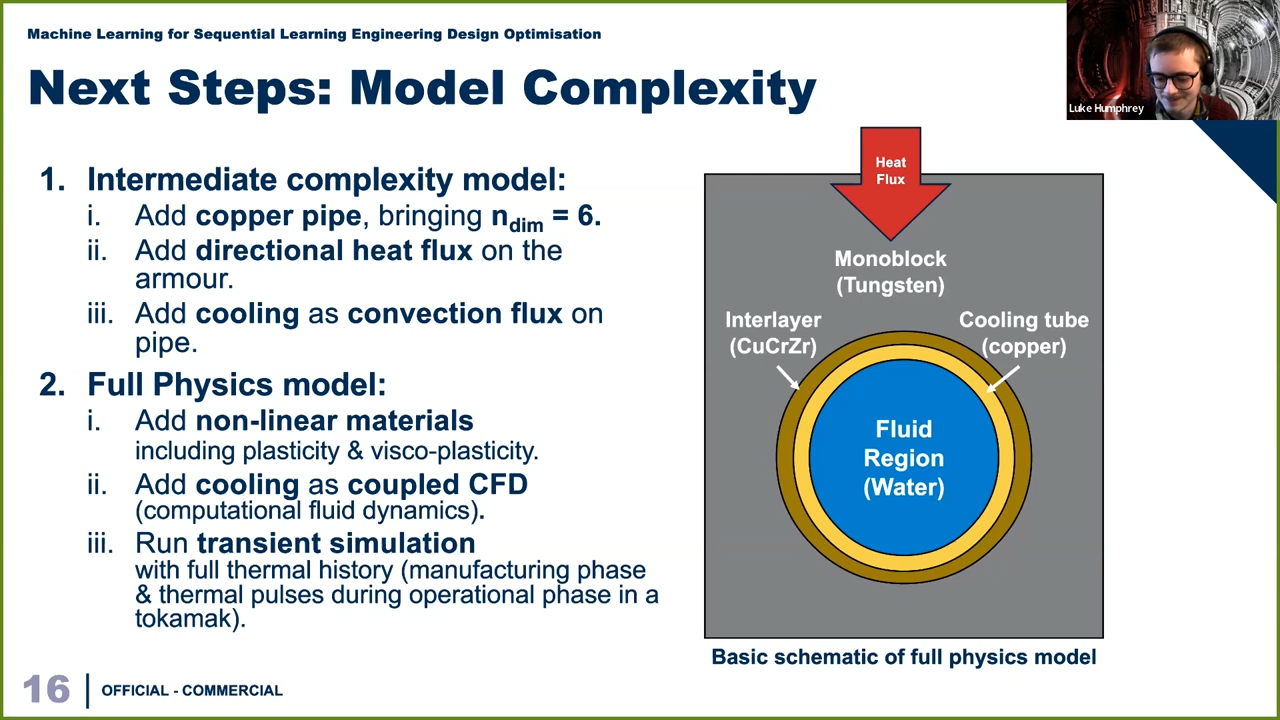 Machine Learning for Sequential Learning Engineering Design Optimisation
Next Steps: Model Complexity
Luke Humphrey
1. Intermediate complexity model:
i. Add copper pipe, bringing n_dim = 6.
ii. Add directional heat flux on the
armour.
iii. Add cooling as convection flux on
pipe.
2. Full Physics model:
i. Add non-linear materials
including plasticity & visco-plasticity.
ii. Add cooling as coupled CFD
(computational fluid dynamics).
iii. Run transient simulation
with full thermal history (manufacturing phase
& thermal pulses during operational phase in a
tokamak).
Heat
Flux
Monoblock
(Tungsten)
Interlayer
(CuCrZr)
Cooling tube
(copper)
Fluid
Region
(Water)
Basic schematic of full physics model
16
OFFICIAL - COMMERCIAL